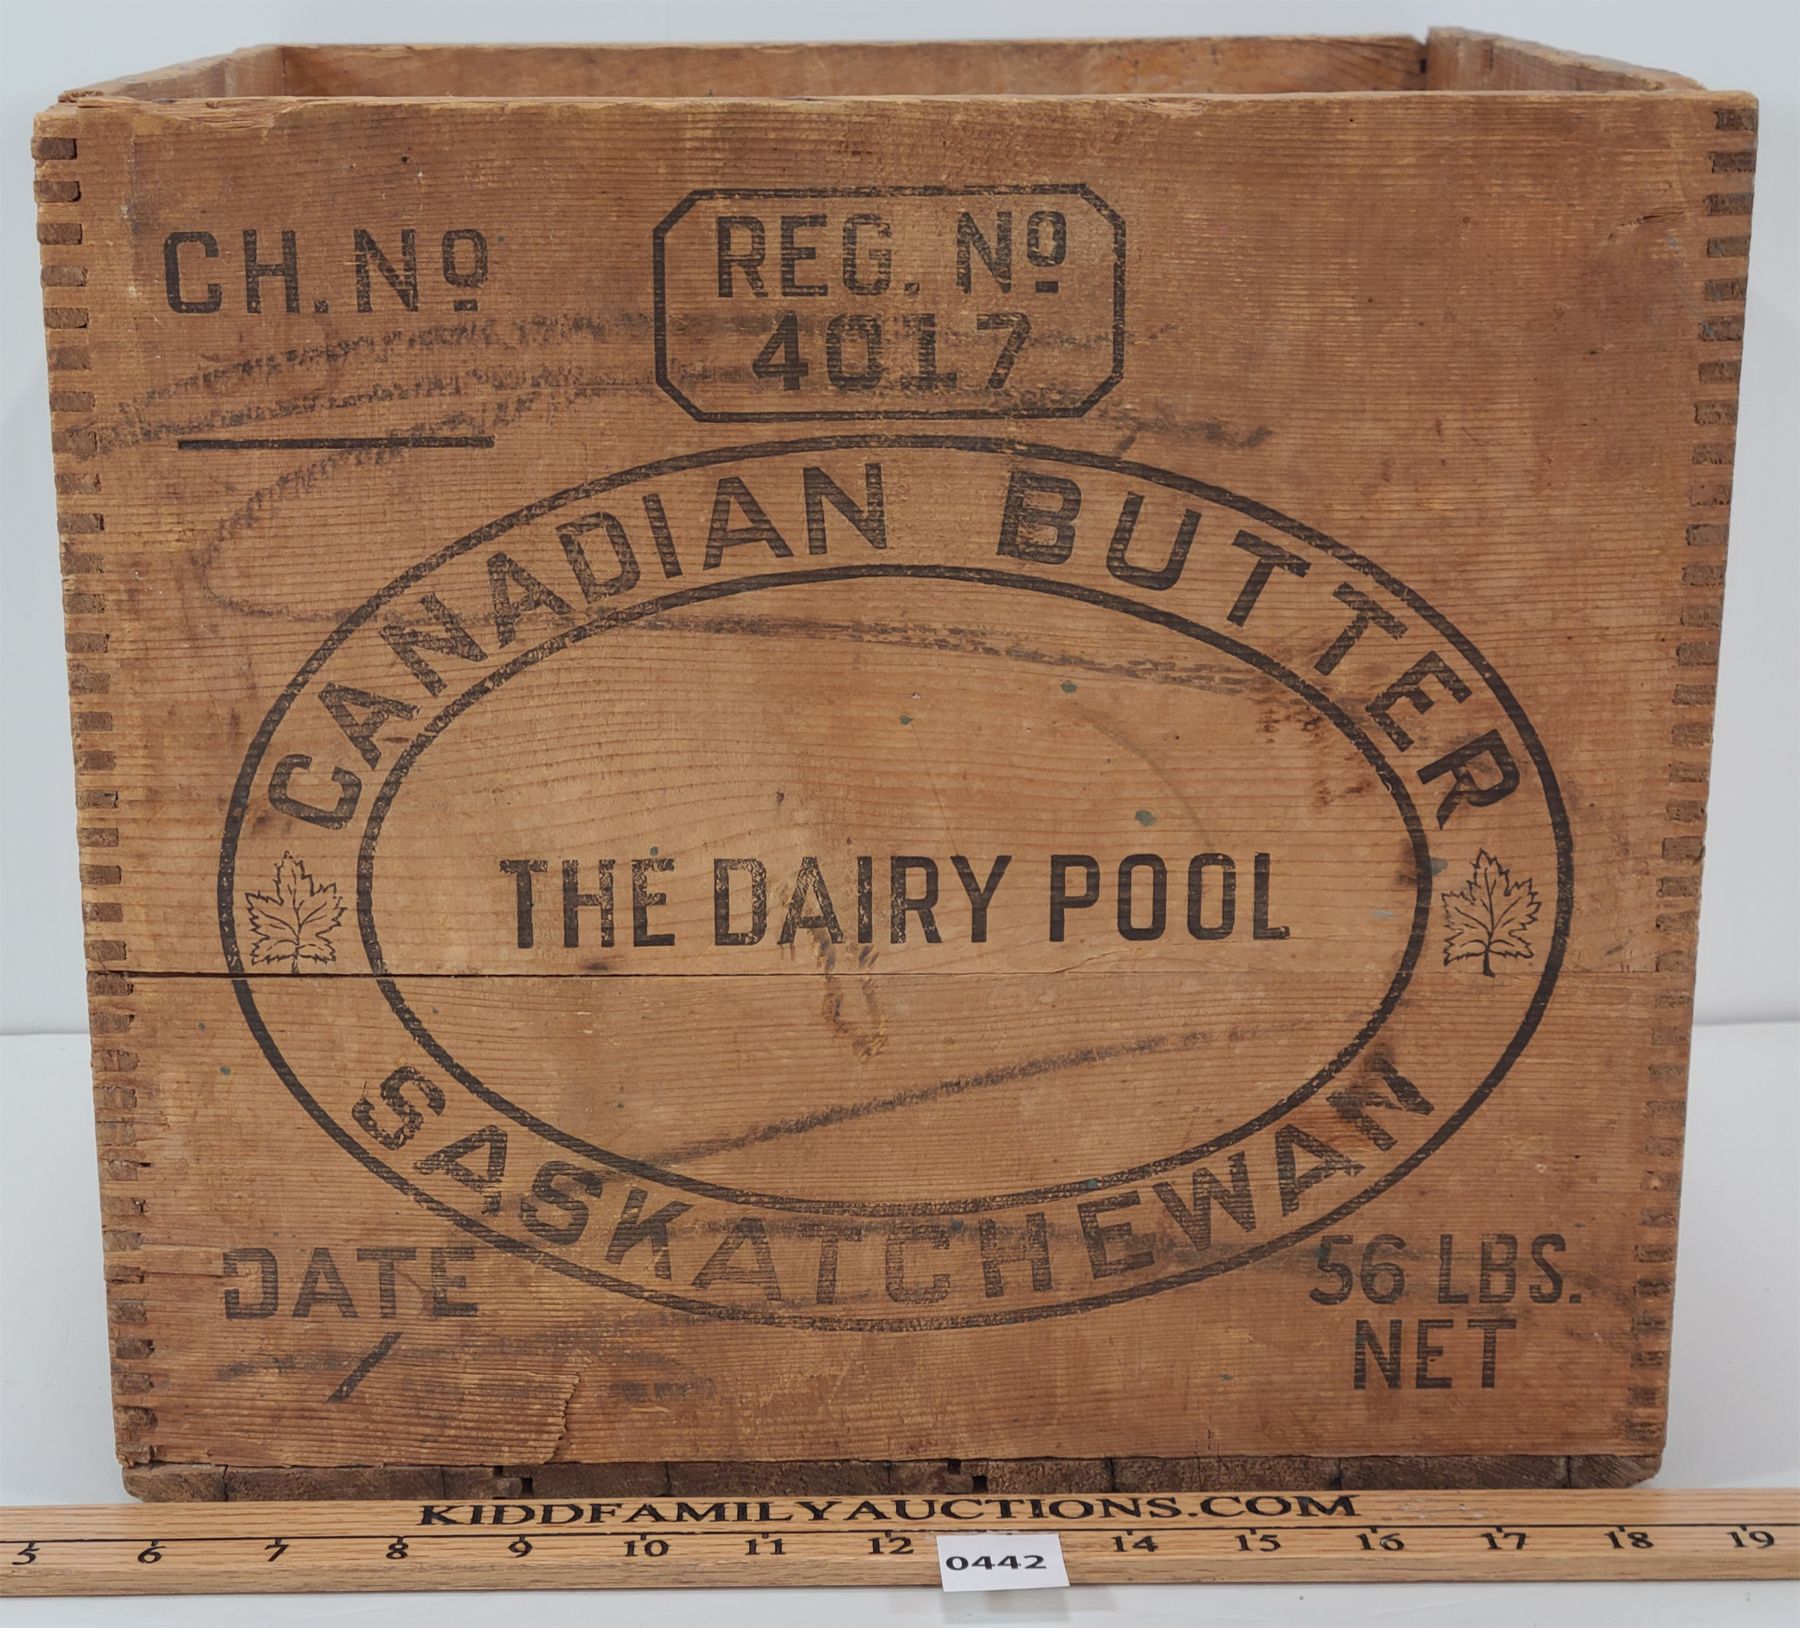 CH. Nº
REG. Nº
4017
CANADIAN BUTTER
THE DAIRY POOL
SASKATCHEWAN
DATE
56 LBS.
NET
KIDDFAMILYAUCTIONS.COM
5 6 7 8 9 10 11 12 14 15 16 17 18 19
0442